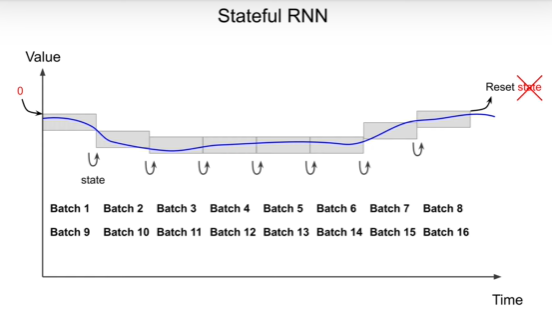 Stateful RNN
Value
0
Reset state
state
Batch 1 Batch 2 Batch 3 Batch 4 Batch 5 Batch 6 Batch 7 Batch 8
Batch 9 Batch 10 Batch 11 Batch 12 Batch 13 Batch 14 Batch 15 Batch 16
Time